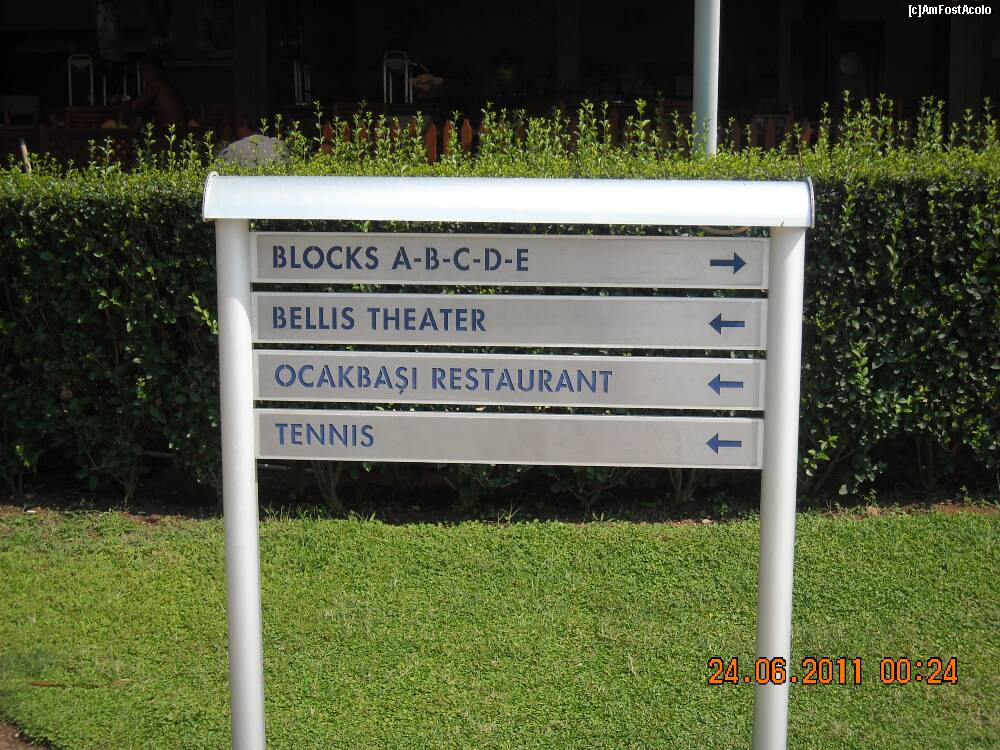 [c]AmFostAcolo
BLOCKS A-B-C-D-E
BELLIS THEATER
OCAKBAŞI RESTAURANT
TENNIS
24.06.2011 00:24